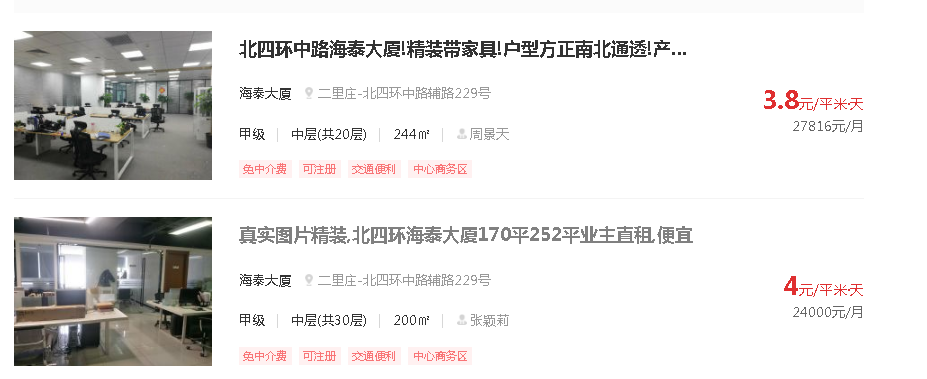 北四环中路海泰大厦!精装带家具!户型方正南北通透!产...
海泰大厦 二里庄-北四环中路辅路229号
3.8元/平米·天
27816元/月
甲级 中层(共20层) 244㎡ 周景天
免中介费 可注册 交通便利 中心商务区
真实图片精装,北四环海泰大厦170平252平业主直租,便宜
海泰大厦 二里庄-北四环中路辅路229号
4元/平米·天
24000元/月
甲级 中层(共30层) 200㎡ 张颖莉
免中介费 可注册 交通便利 中心商务区